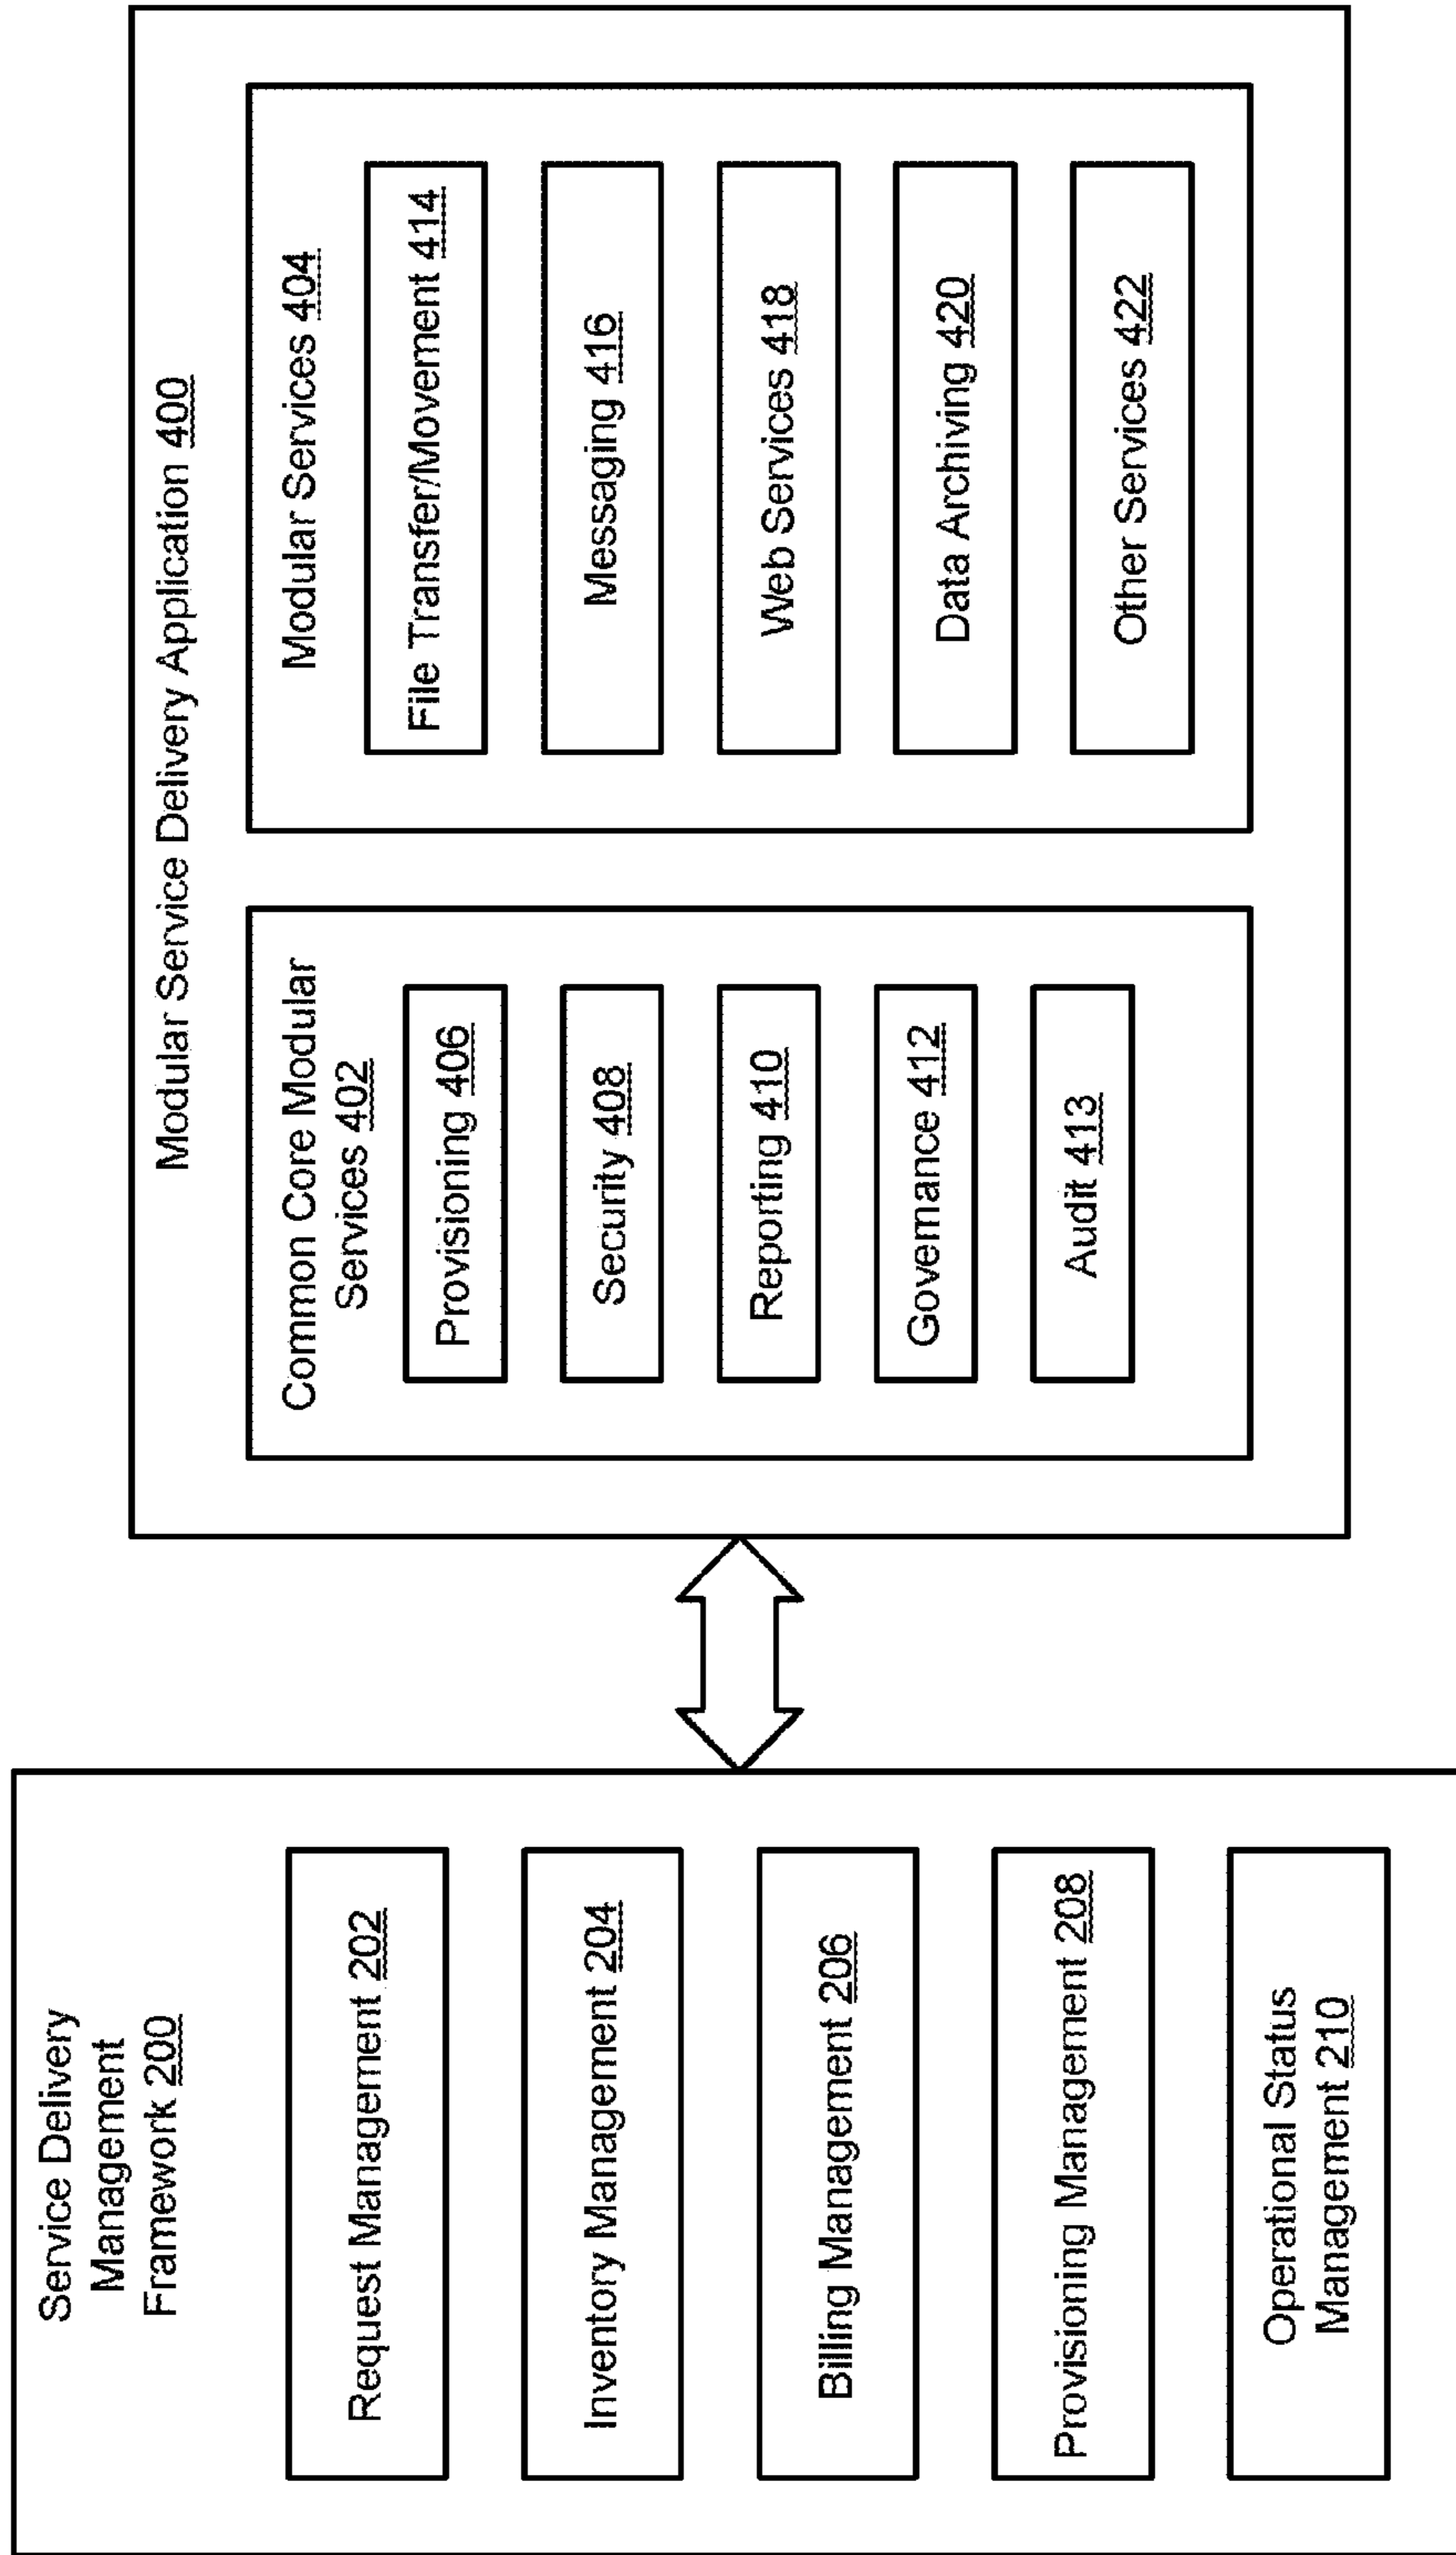 Service Delivery
Management
Framework 200
Request Management 202
Inventory Management 204
Billing Management 206
Provisioning Management 208
Operational Status
Management 210
Modular Service Delivery Application 400
Common Core Modular
Services 402
Provisioning 406
Security 408
Reporting 410
Governance 412
Audit 413
Modular Services 404
File Transfer/Movement 414
Messaging 416
Web Services 418
Data Archiving 420
Other Services 422